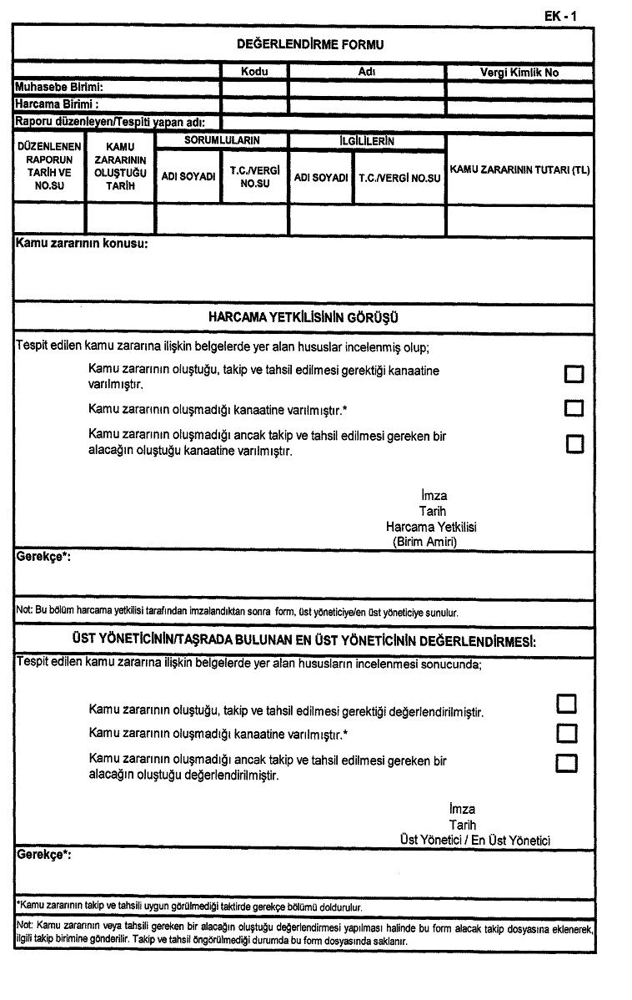 EK - 1
DEĞERLENDİRME FORMU
Kodu Adı Vergi Kimlik No
Muhasebe Birimi:
Harcama Birimi :
Raporu düzenleyen/Tespiti yapan adı:
DÜZENLENEN RAPORUN TARİH VE NO.SU
KAMU ZARARININ OLUŞTUĞU TARİH
SORUMLULARIN
ADI SOYADI
T.C./VERGİ NO.SU
İLGİLİLERİN
ADI SOYADI
T.C./VERGİ NO.SU
KAMU ZARARININ TUTARI (TL)
Kamu zararının konusu:
HARCAMA YETKİLİSİNİN GÖRÜŞÜ
Tespit edilen kamu zararına ilişkin belgelerde yer alan hususlar incelenmiş olup;
Kamu zararının oluştuğu, takip ve tahsil edilmesi gerektiği kanaatine
varılmıştır.
Kamu zararının oluşmadığı kanaatine varılmıştır.*
Kamu zararının oluşmadığı ancak takip ve tahsil edilmesi gereken bir
alacağın oluştuğu kanaatine varılmıştır.
İmza
Tarih
Harcama Yetkilisi
(Birim Amiri)
Gerekçe*:
Not: Bu bölüm harcama yetkilisi tarafından imzalandıktan sonra form, üst yöneticiye/en üst yöneticiye sunulur.
ÜST YÖNETİCİNİN/TAŞRADA BULUNAN EN ÜST YÖNETİCİNİN DEĞERLENDİRMESİ:
Tespit edilen kamu zararına ilişkin belgelerde yer alan hususların incelenmesi sonucunda;
Kamu zararının oluştuğu, takip ve tahsil edilmesi gerektiği değerlendirilmiştir.
Kamu zararının oluşmadığı kanaatine varılmıştır.*
Kamu zararının oluşmadığı ancak takip ve tahsil edilmesi gereken bir
alacağın oluştuğu değerlendirilmiştir.
İmza
Tarih
Üst Yönetici / En Üst Yönetici
Gerekçe*:
*Kamu zararının takip ve tahsili uygun görülmediği taktirde gerekçe bölümü doldurulur.
Not: Kamu zararının veya tahsili gereken bir alacağın oluştuğu değerlendirmesi yapılması halinde bu form alacak takip dosyasına eklenerek,
ilgili takip birimine gönderilir. Takip ve tahsil öngörülmediği durumda bu form dosyasında saklanır.